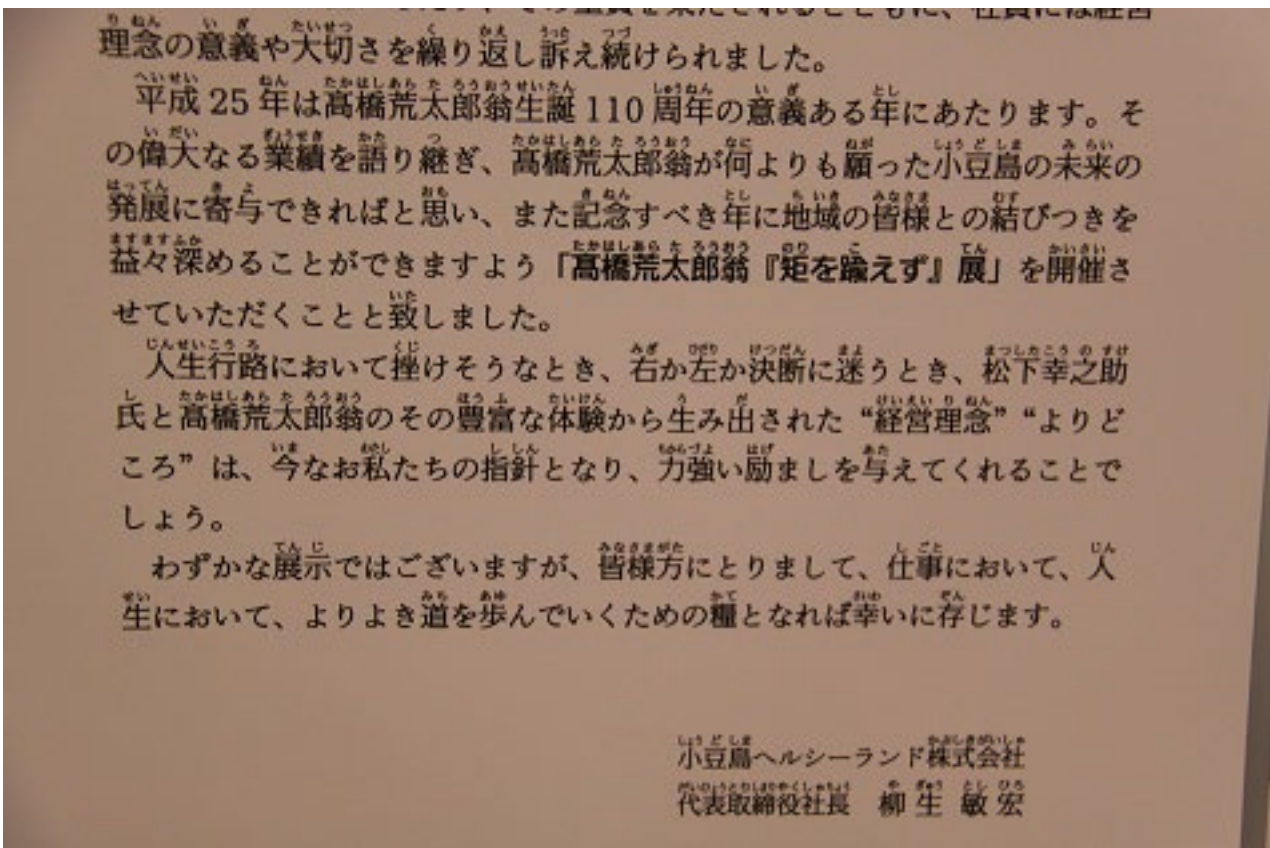 理念の意義や大切さを繰り返し訴え続けられました。
平成25年は髙橋荒太郎翁生誕110周年の意義ある年にあたります。そ
の偉大なる業績を語り継ぎ、髙橋荒太郎翁が何よりも願った小豆島の未来の
発展に寄与できればと思い、また記念すべき年に地域の皆様との結びつきを
益々深めることができますよう「髙橋荒太郎翁『矩を踰えず』展」を開催さ
せていただくことと致しました。
人生行路において挫けそうなとき、右か左か決断に迷うとき、松下幸之助
氏と髙橋荒太郎翁のその豊富な体験から生み出された“経営理念”“よりど
ころ”は、今なお私たちの指針となり、力強い励ましを与えてくれることで
しょう。
わずかな展示ではございますが、皆様方にとりまして、仕事において、人
生において、よりよき道を歩んでいくための糧となれば幸いに存じます。
小豆島ヘルシーランド株式会社
代表取締役社長 柳生 敏宏